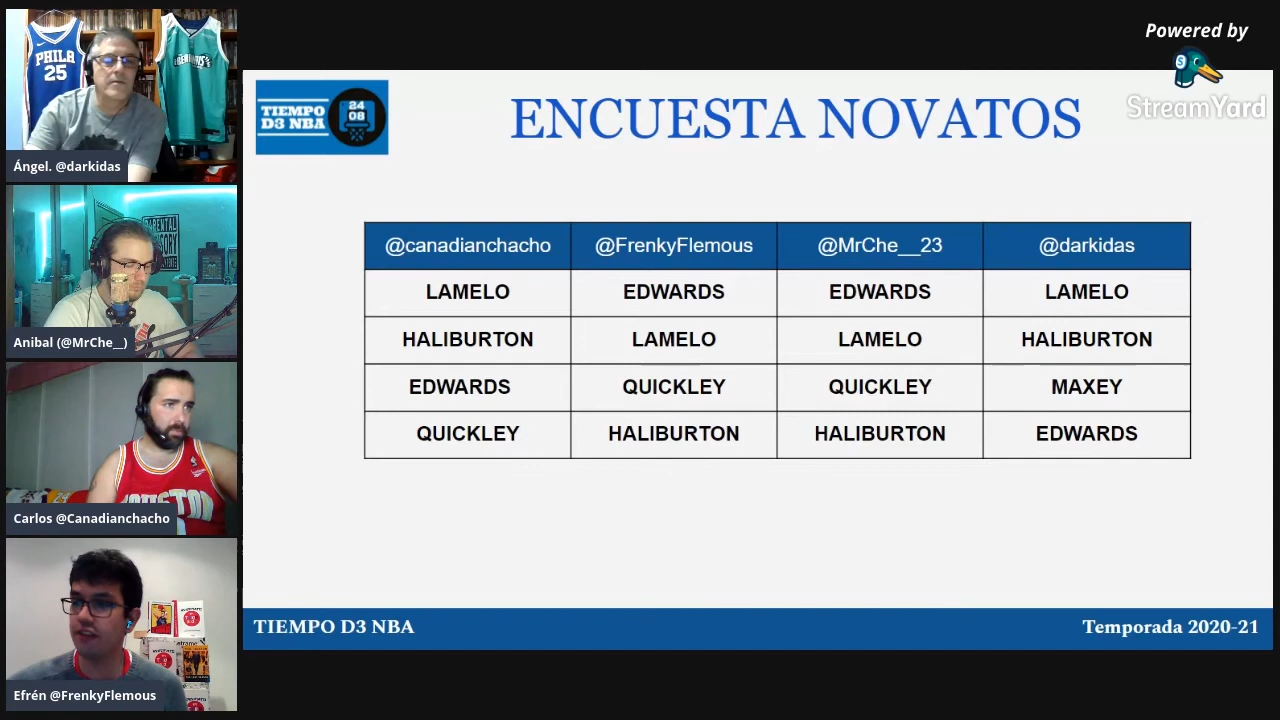 Powered by
StreamYard
TIEMPO
D3 NBA
24
08
ENCUESTA NOVATOS
@canadianchacho @FrenkyFlemous @MrChe__23 @darkidas
LAMELO EDWARDS EDWARDS LAMELO
HALIBURTON LAMELO LAMELO HALIBURTON
EDWARDS QUICKLEY QUICKLEY MAXEY
QUICKLEY HALIBURTON HALIBURTON EDWARDS
TIEMPO D3 NBA
Temporada 2020-21
PHILA
25
Ángel. @darkidas
PARENTAL
Anibal (@MrChe__)
Carlos @Canadianchacho
Efrén @FrenkyFlemous